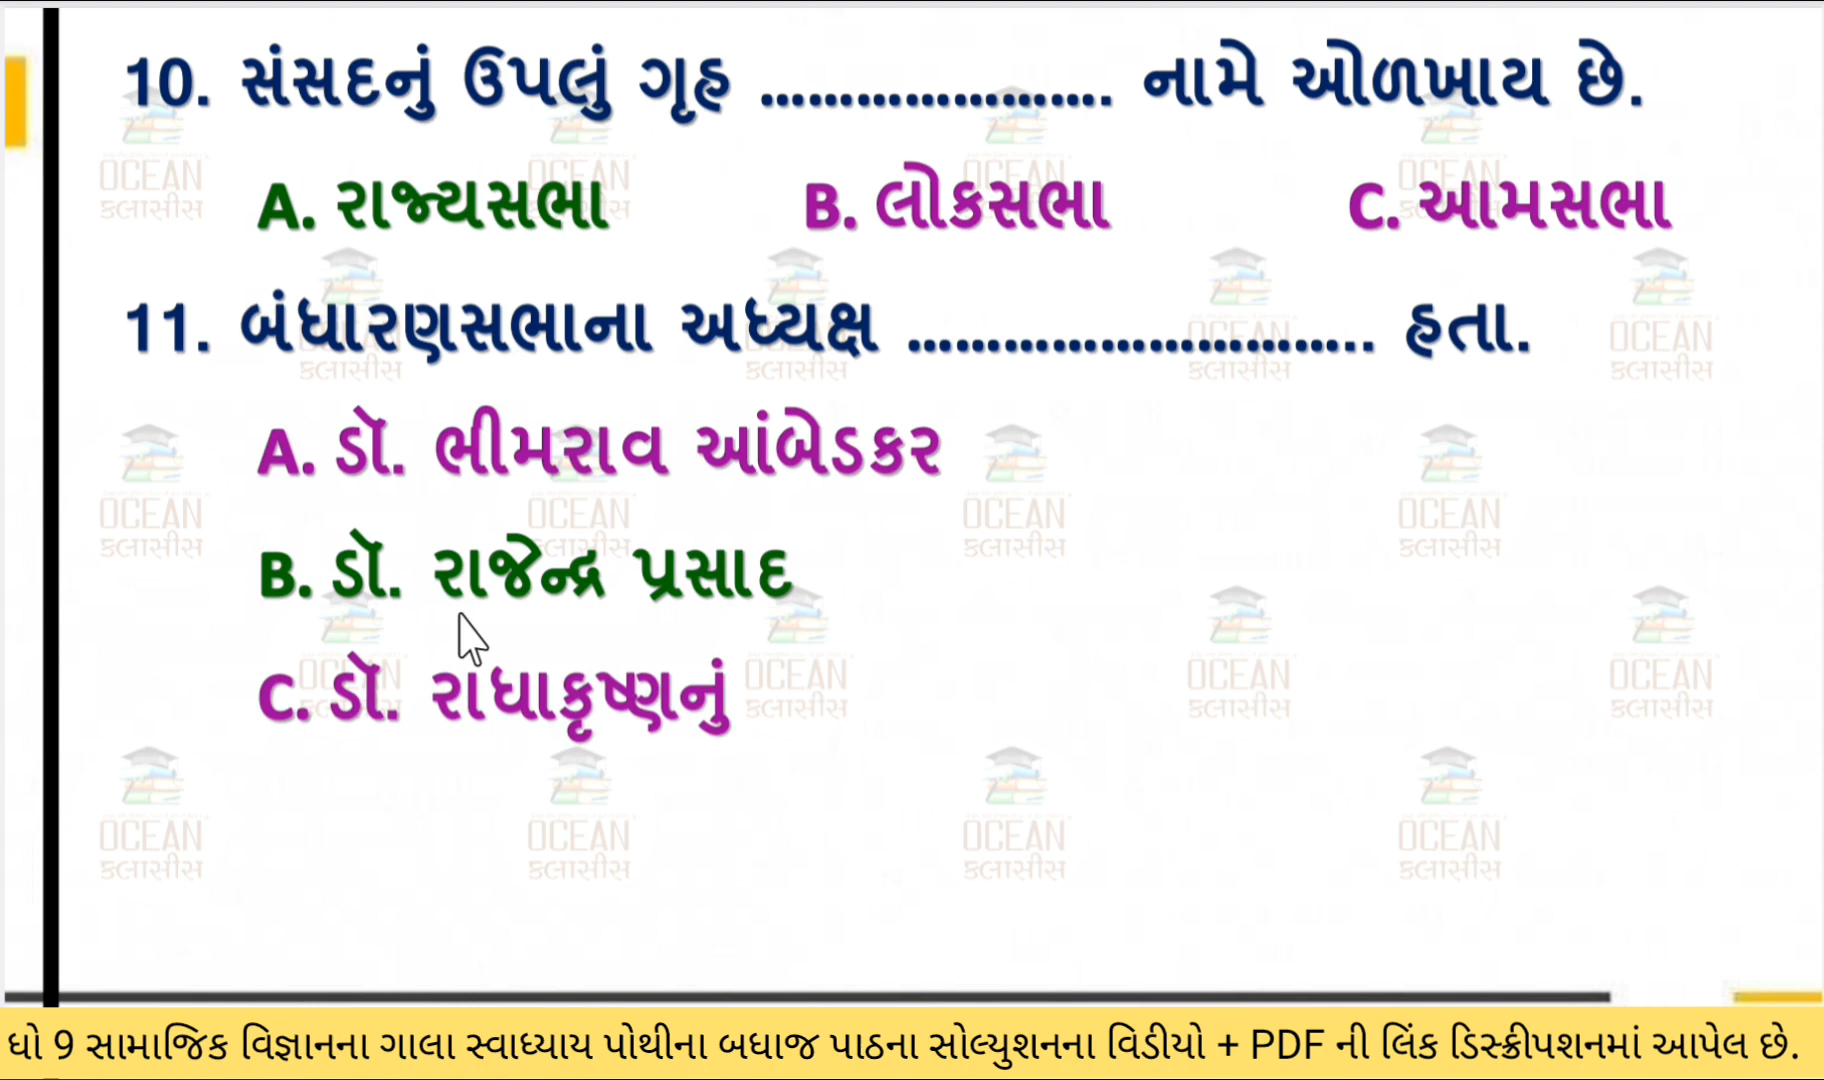 10. સંસદનું ઉપલું ગૃહ ...................... નામે ઓળખાય છે.
A. રાજ્યસભા B. લોકસભા C. આમસભા
11. બંધારણસભાના અધ્યક્ષ .............................. હતા.
A. ડૉ. ભીમરાવ આંબેડકર
B. ડૉ. રાજેન્દ્ર પ્રસાદ
C. ડૉ. રાધાકૃષ્ણનું
OCEAN
ક્લાસીસ
ધો 9 સામાજિક વિજ્ઞાનના ગાલા સ્વાધ્યાય પોથીના બધાજ પાઠના સોલ્યુશનના વિડીયો + PDF ની લિંક ડિસ્ક્રીપશનમાં આપેલ છે.